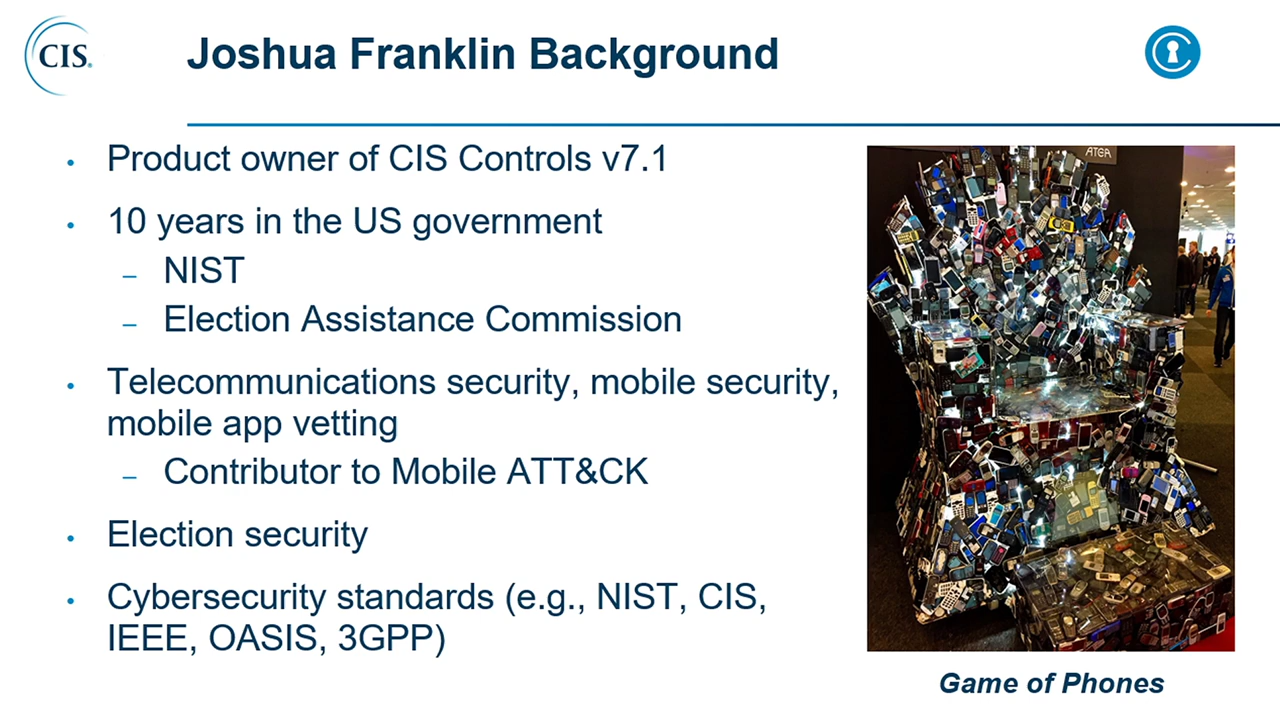 CIS.
Joshua Franklin Background
• Product owner of CIS Controls v7.1
• 10 years in the US government
– NIST
– Election Assistance Commission
• Telecommunications security, mobile security,
mobile app vetting
– Contributor to Mobile ATT&CK
• Election security
• Cybersecurity standards (e.g., NIST, CIS,
IEEE, OASIS, 3GPP)
ATEA
Game of Phones